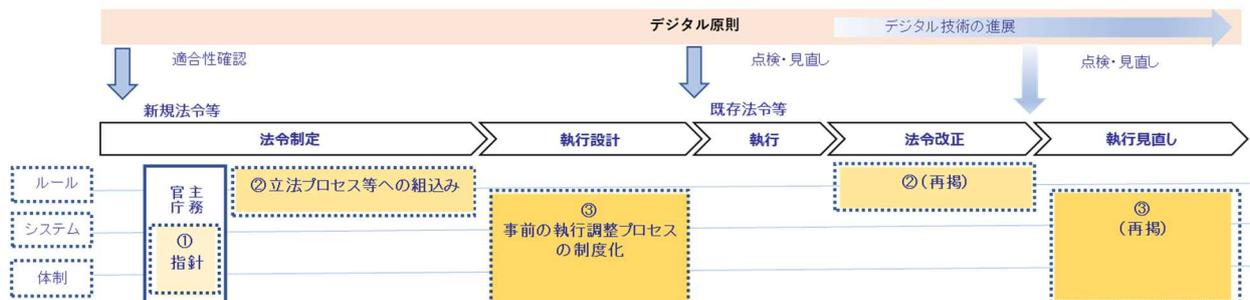 デジタル原則
デジタル技術の進展
適合性確認
点検・見直し
点検・見直し
新規法令等
既存法令等
法令制定
執行設計
執行
法令改正
執行見直し
ルール
システム
体制
主務
官庁
①
指針
②立法プロセス等への組込み
③
事前の執行調整プロセス
の制度化
②(再掲)
③
(再掲)